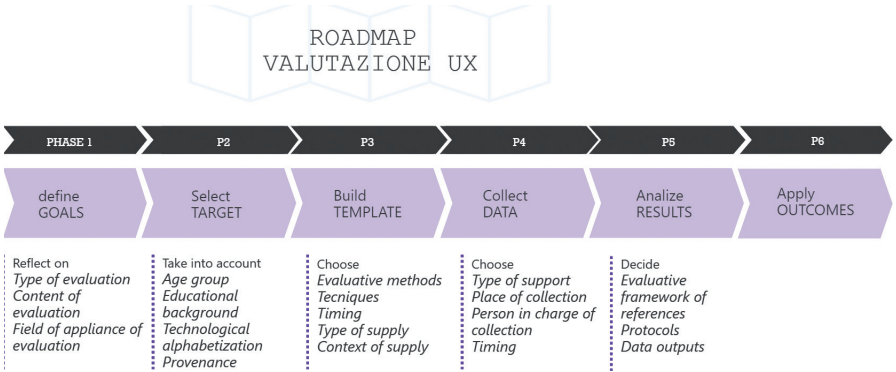 ROADMAP
VALUTAZIONE UX
PHASE 1
P2
P3
P4
P5
P6
define
GOALS
Select
TARGET
Build
TEMPLATE
Collect
DATA
Analize
RESULTS
Apply
OUTCOMES
Reflect on
Type of evaluation
Content of
evaluation
Field of appliance of
evaluation
Take into account
Age group
Educational
background
Technological
alphabetization
Provenance
Choose
Evaluative methods
Tecniques
Timing
Type of supply
Context of supply
Choose
Type of support
Place of collection
Person in charge of
collection
Timing
Decide
Evaluative
framework of
references
Protocols
Data outputs